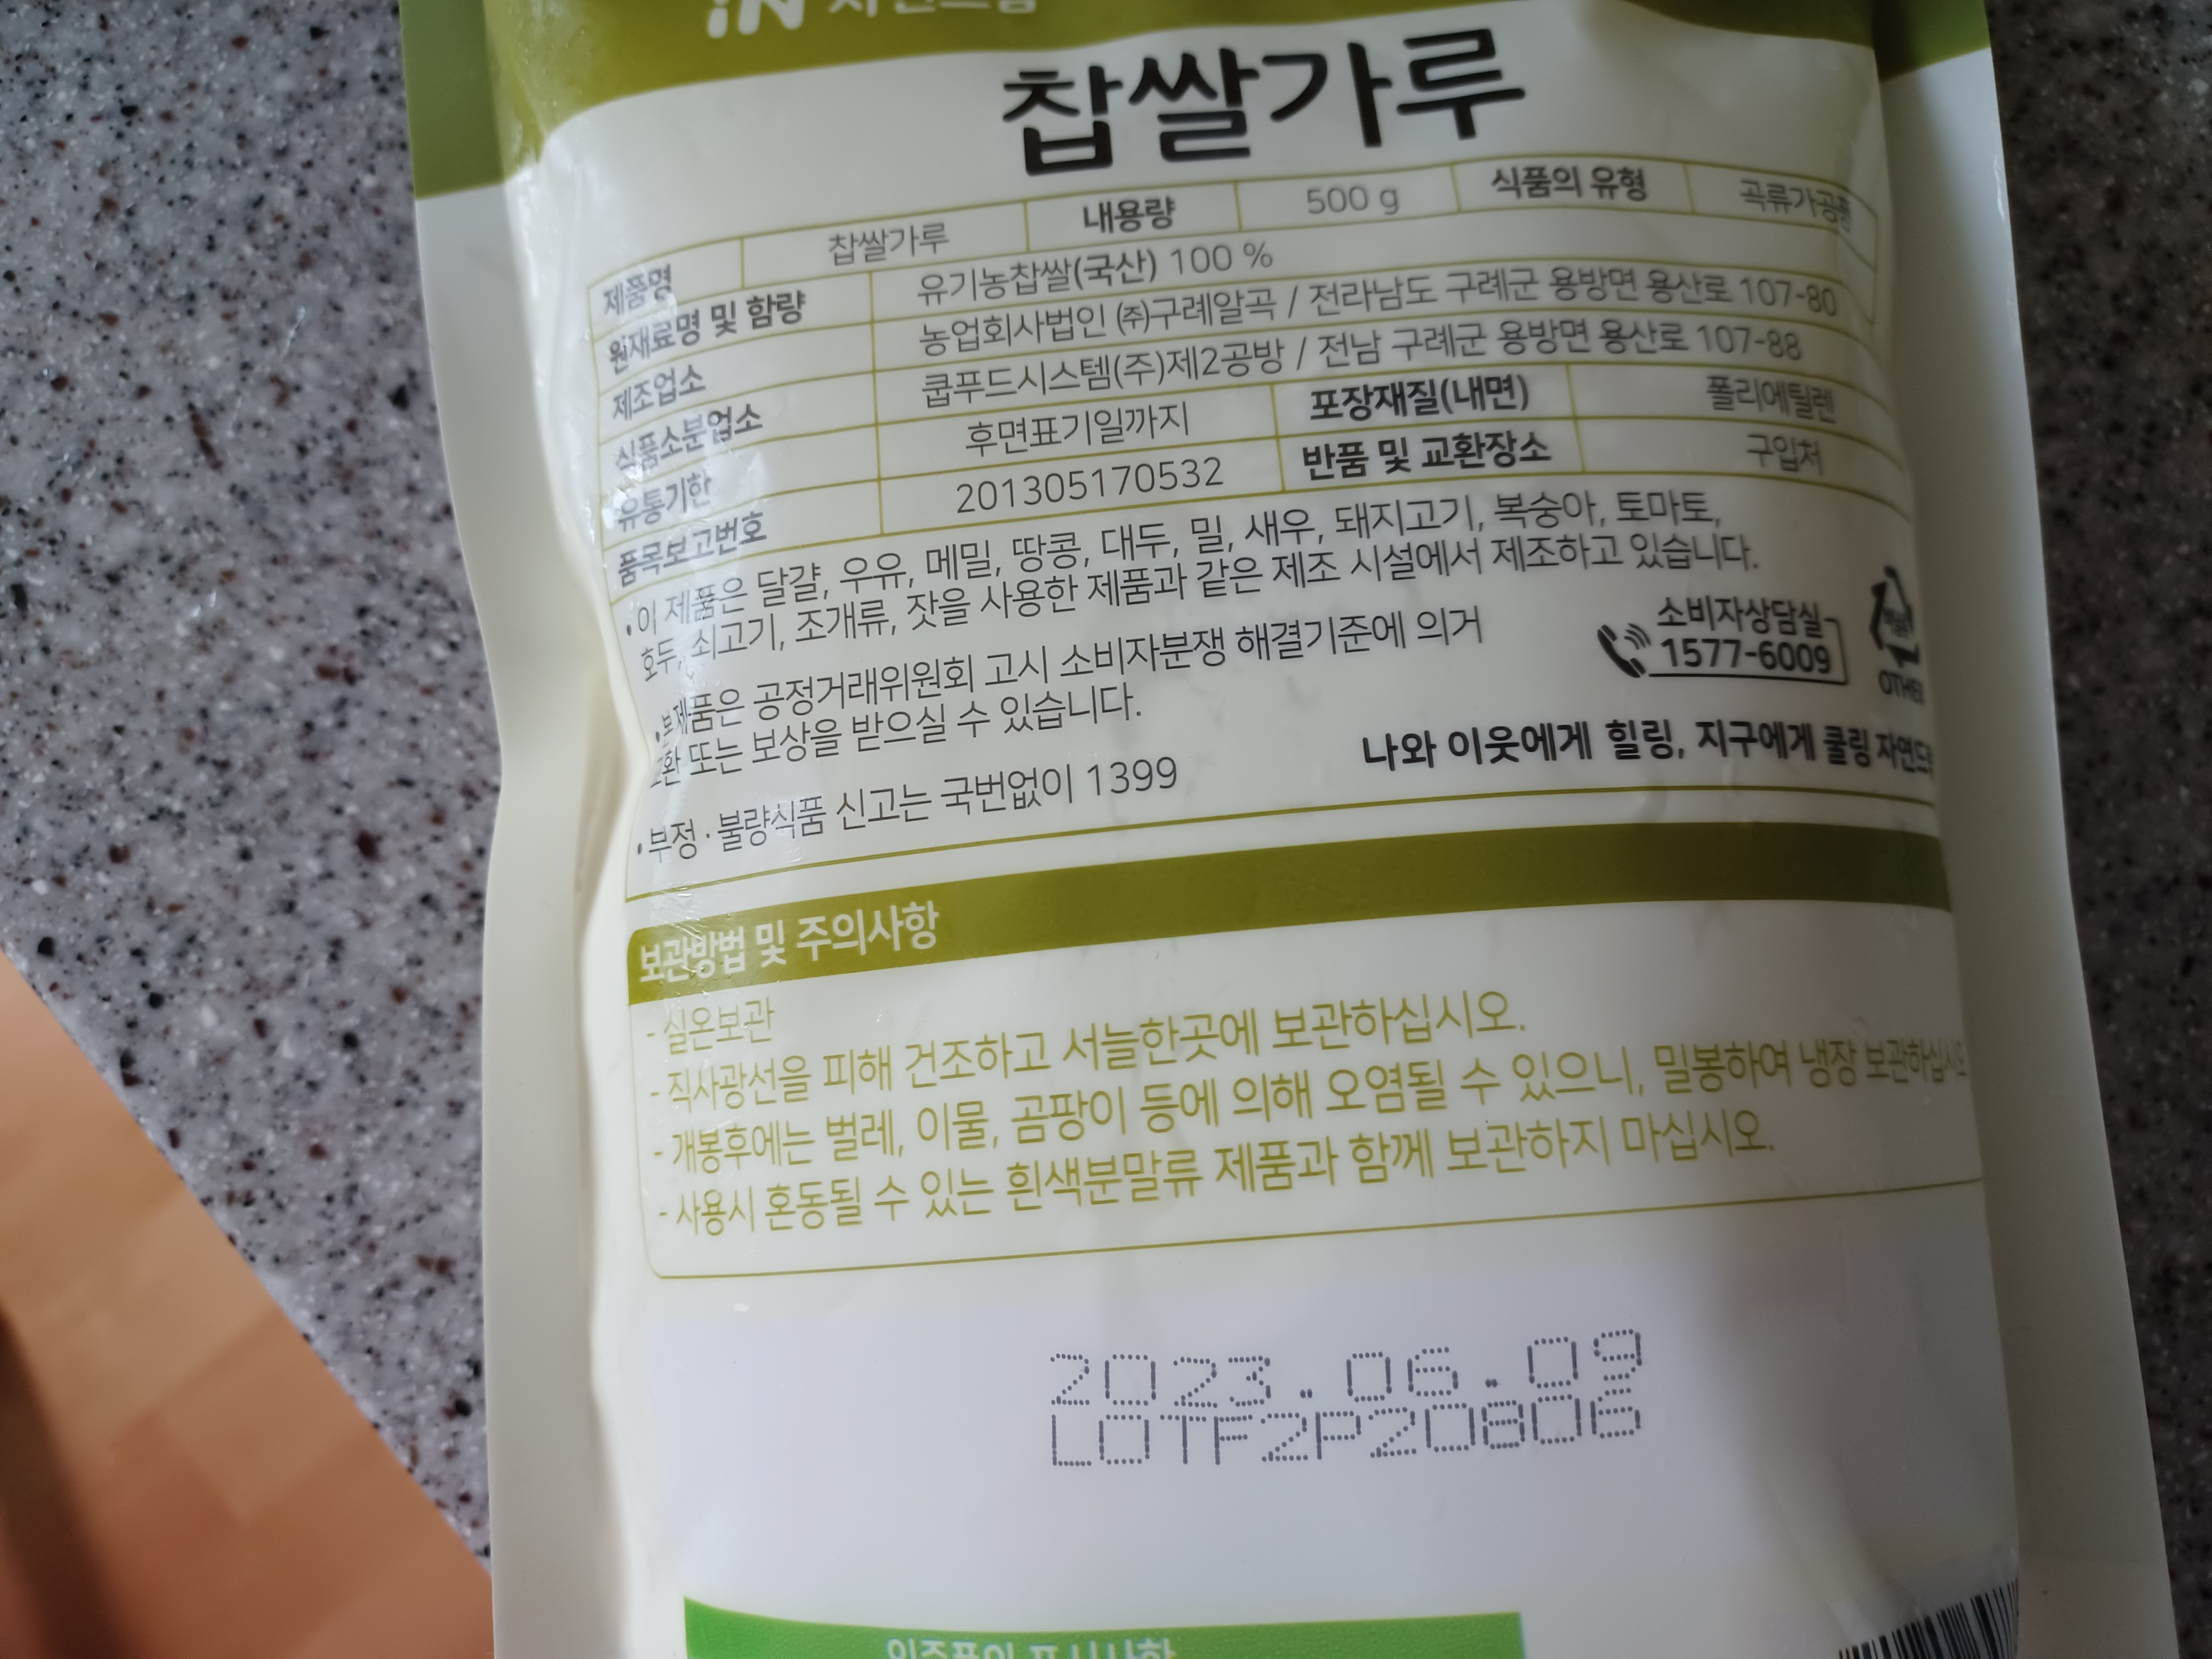 iN 자연드림
찹쌀가루
제품명 찹쌀가루 내용량 500 g 식품의 유형 곡류가공품
원재료명 및 함량 유기농찹쌀(국산) 100 %
제조업소 농업회사법인 ㈜구례알곡 / 전라남도 구례군 용방면 용산로 107-80
식품소분업소 쿱푸드시스템(주)제2공방 / 전남 구례군 용방면 용산로 107-88
유통기한 후면표기일까지 포장재질(내면) 폴리에틸렌
품목보고번호 201305170532 반품 및 교환장소 구입처
• 이 제품은 달걀, 우유, 메밀, 땅콩, 대두, 밀, 새우, 돼지고기, 복숭아, 토마토,
호두, 쇠고기, 조개류, 잣을 사용한 제품과 같은 제조 시설에서 제조하고 있습니다.
• 본제품은 공정거래위원회 고시 소비자분쟁 해결기준에 의거
교환 또는 보상을 받으실 수 있습니다.
소비자상담실
1577-6009
OTHER
• 부정 · 불량식품 신고는 국번없이 1399
나와 이웃에게 힐링, 지구에게 쿨링 자연드
보관방법 및 주의사항
- 실온보관
- 직사광선을 피해 건조하고 서늘한곳에 보관하십시오.
- 개봉후에는 벌레, 이물, 곰팡이 등에 의해 오염될 수 있으니, 밀봉하여 냉장 보관하십시오
- 사용시 혼동될 수 있는 흰색분말류 제품과 함께 보관하지 마십시오.
2023.06.09
LOTF2P20806